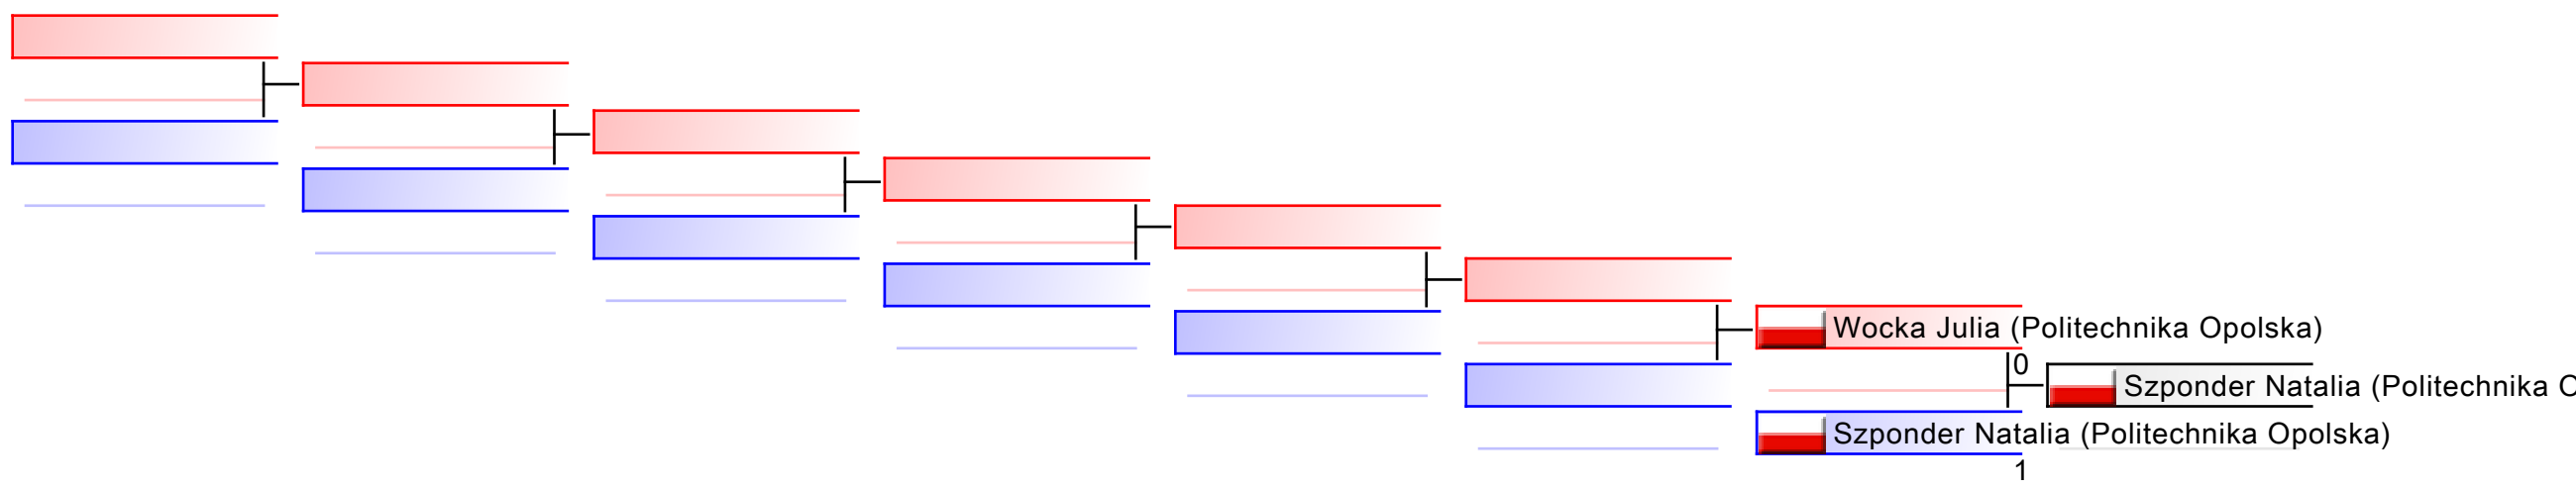 Wocka Julia (Politechnika Opolska)
0
Szponder Natalia (Politechnika O
Szponder Natalia (Politechnika Opolska)
1